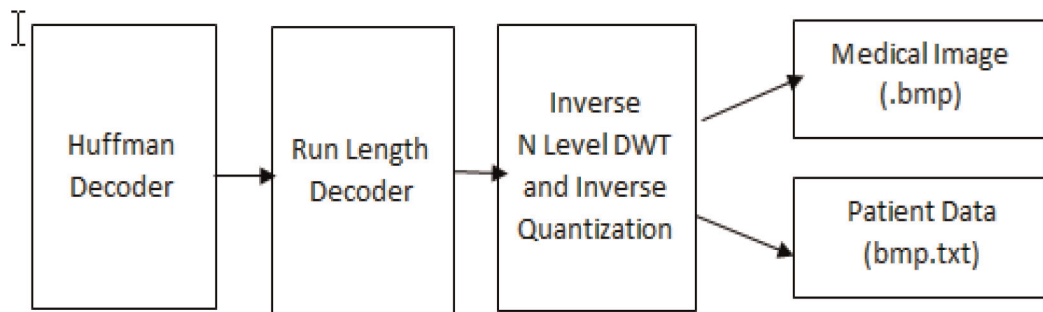 Huffman
Decoder
Run Length
Decoder
Inverse
N Level DWT
and Inverse
Quantization
Medical Image
(.bmp)
Patient Data
(bmp.txt)